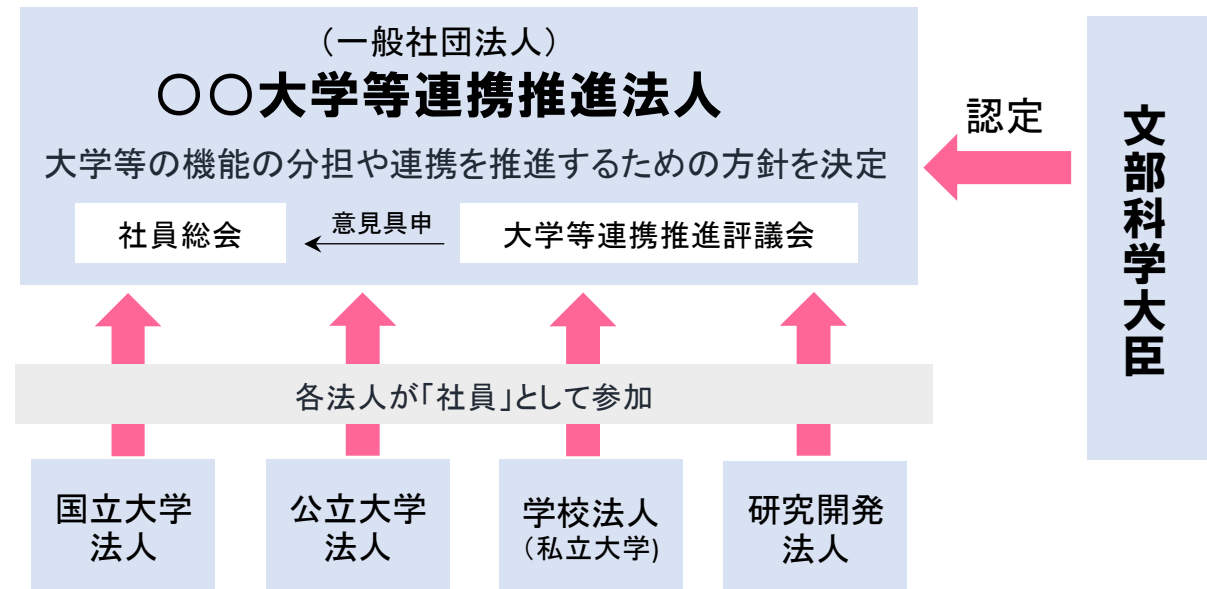 （一般社団法人）
○○大学等連携推進法人
大学等の機能の分担や連携を推進するための方針を決定
社員総会
意見具申
大学等連携推進評議会
認定
文部科学大臣
各法人が「社員」として参加
国立大学
法人
公立大学
法人
学校法人
（私立大学)
研究開発
法人